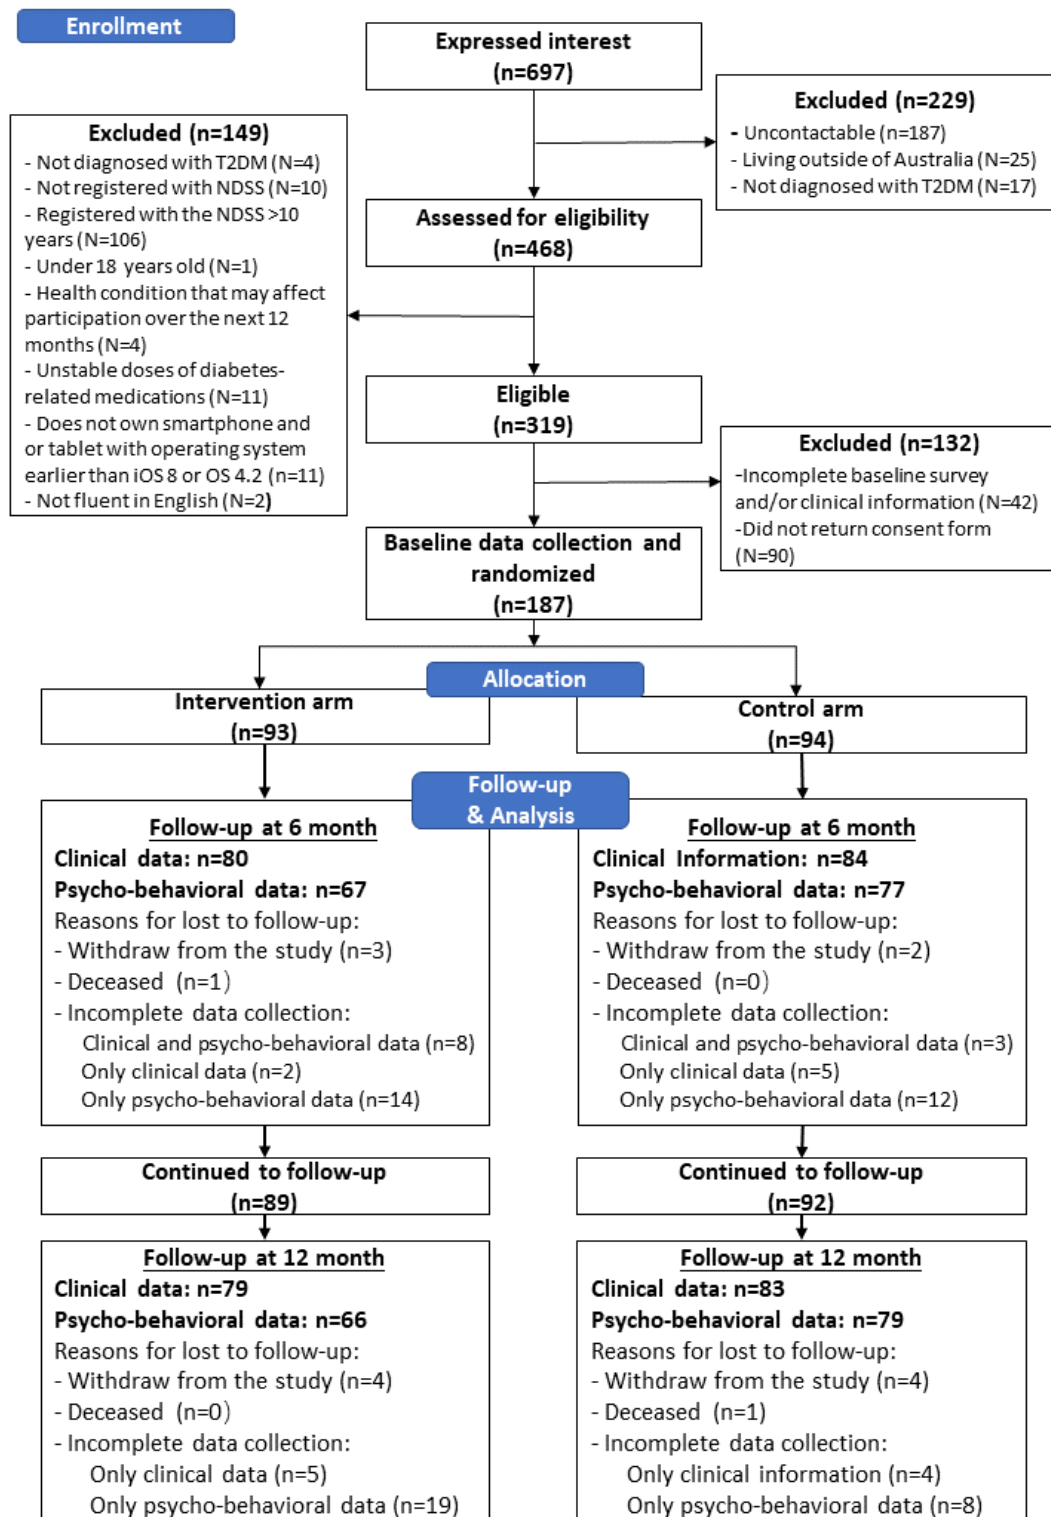 Enrollment
Expressed interest
(n=697)
Excluded (n=229)
- Uncontactable (n=187)
- Living outside of Australia (N=25)
- Not diagnosed with T2DM (N=17)
Excluded (n=149)
- Not diagnosed with T2DM (N=4)
- Not registered with NDSS (N=10)
- Registered with the NDSS >10
years (N=106)
- Under 18 years old (N=1)
- Health condition that may affect
participation over the next 12
months (N=4)
- Unstable doses of diabetes-
related medications (N=11)
- Does not own smartphone and
or tablet with operating system
earlier than iOS 8 or OS 4.2 (n=11)
- Not fluent in English (N=2)
Assessed for eligibility
(n=468)
Eligible
(n=319)
Excluded (n=132)
-Incomplete baseline survey
and/or clinical information (N=42)
-Did not return consent form
(N=90)
Baseline data collection and
randomized
(n=187)
Allocation
Intervention arm
(n=93)
Control arm
(n=94)
Follow-up
& Analysis
Follow-up at 6 month
Clinical data: n=80
Psycho-behavioral data: n=67
Reasons for lost to follow-up:
- Withdraw from the study (n=3)
- Deceased (n=1)
- Incomplete data collection:
Clinical and psycho-behavioral data (n=8)
Only clinical data (n=2)
Only psycho-behavioral data (n=14)
Follow-up at 6 month
Clinical Information: n=84
Psycho-behavioral data: n=77
Reasons for lost to follow-up:
- Withdraw from the study (n=2)
- Deceased (n=0)
- Incomplete data collection:
Clinical and psycho-behavioral data (n=3)
Only clinical data (n=5)
Only psycho-behavioral data (n=12)
Continued to follow-up
(n=89)
Continued to follow-up
(n=92)
Follow-up at 12 month
Clinical data: n=79
Psycho-behavioral data: n=66
Reasons for lost to follow-up:
- Withdraw from the study (n=4)
- Deceased (n=0)
- Incomplete data collection:
Only clinical data (n=5)
Only psycho-behavioral data (n=19)
Follow-up at 12 month
Clinical data: n=83
Psycho-behavioral data: n=79
Reasons for lost to follow-up:
- Withdraw from the study (n=4)
- Deceased (n=1)
- Incomplete data collection:
Only clinical information (n=4)
Only psycho-behavioral data (n=8)